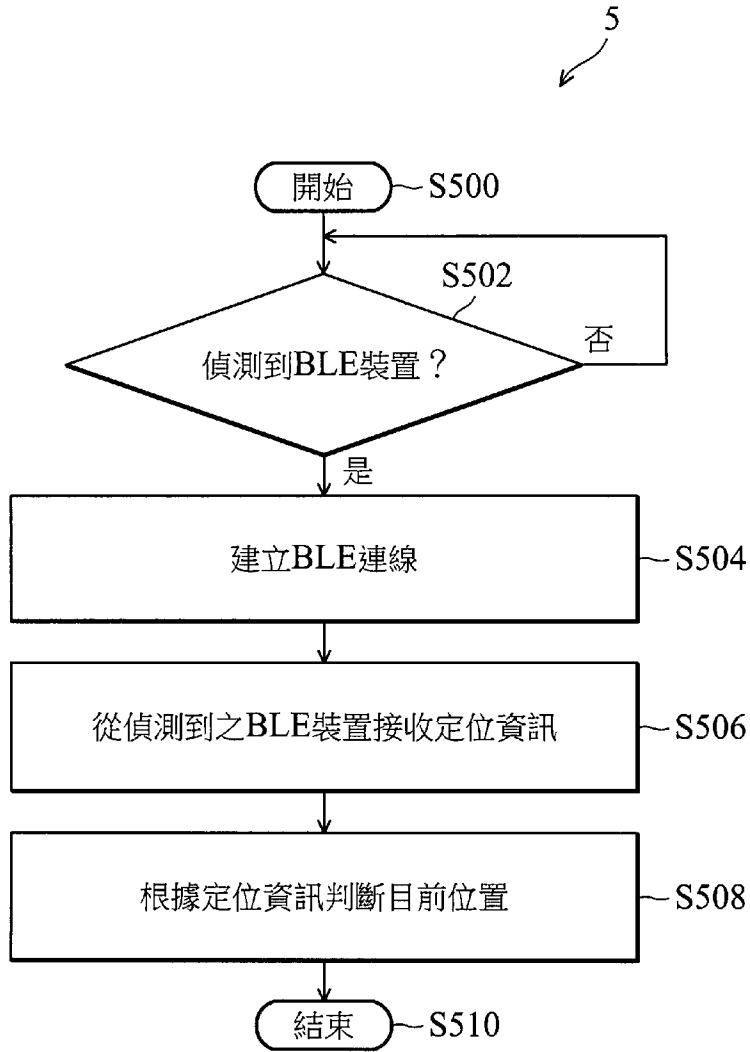 5
開始
S500
S502
偵測到BLE裝置？
否
是
建立BLE連線
S504
從偵測到之BLE裝置接收定位資訊
S506
根據定位資訊判斷目前位置
S508
結束
S510